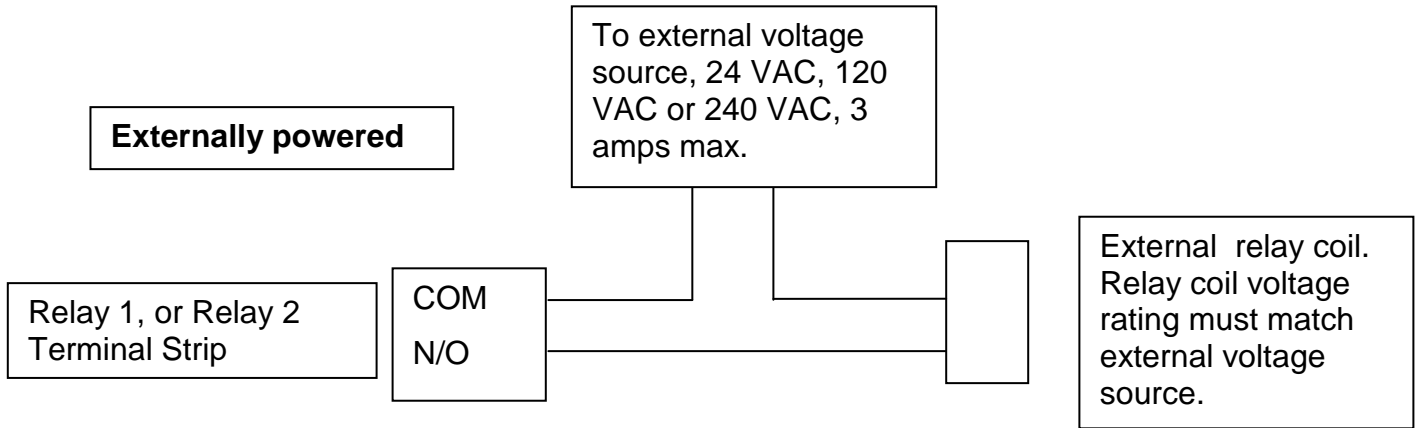 To external voltage
source, 24 VAC, 120
VAC or 240 VAC, 3
amps max.
Externally powered
Relay 1, or Relay 2
Terminal Strip
COM
N/O
External  relay coil.
Relay coil voltage
rating must match
external voltage
source.